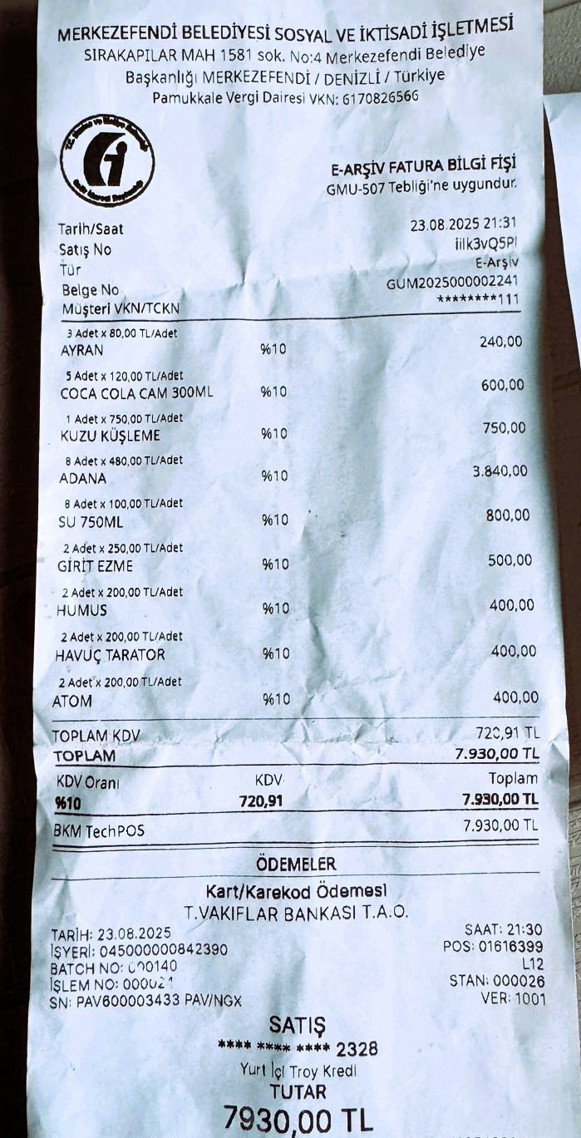 MERKEZEFENDİ BELEDİYESİ SOSYAL VE İKTİSADİ İŞLETMESİ
SIRAKAPILAR MAH 1581 sok. No:4 Merkezefendi Belediye
Başkanlığı MERKEZEFENDİ / DENİZLİ / Türkiye
Pamukkale Vergi Dairesi VKN: 6170826566
E-ARŞİV FATURA BİLGİ FİŞİ
GMU-507 Tebliği'ne uygundur.
Tarih/Saat 23.08.2025 21:31
Satış No iilk3vQ5Pl
Tür E-Arşiv
Belge No GUM2025000002241
Müşteri VKN/TCKN ********111
3 Adet x 80,00 TL/Adet
AYRAN %10 240,00
5 Adet x 120,00 TL/Adet
COCA COLA CAM 300ML %10 600,00
1 Adet x 750,00 TL/Adet
KUZU KÜŞLEME %10 750,00
8 Adet x 480,00 TL/Adet
ADANA %10 3.840,00
8 Adet x 100,00 TL/Adet
SU 750ML %10 800,00
2 Adet x 250,00 TL/Adet
GİRİT EZME %10 500,00
2 Adet x 200,00 TL/Adet
HUMUS %10 400,00
2 Adet x 200,00 TL/Adet
HAVUÇ TARATOR %10 400,00
2 Adet x 200,00 TL/Adet
ATOM %10 400,00
TOPLAM KDV 720,91 TL
TOPLAM 7.930,00 TL
KDV Oranı KDV Toplam
%10 720,91 7.930,00 TL
BKM TechPOS 7.930,00 TL
ÖDEMELER
Kart/Karekod Ödemesi
T.VAKIFLAR BANKASI T.A.O.
TARİH: 23.08.2025 SAAT: 21:30
İŞYERİ: 045000000842390 POS: 01616399
BATCH NO: 000140 L12
İŞLEM NO: 000021 STAN: 000026
SN: PAV600003433 PAV/NGX VER: 1001
SATIŞ
**** **** **** 2328
Yurt İçi Troy Kredi
TUTAR
7930,00 TL